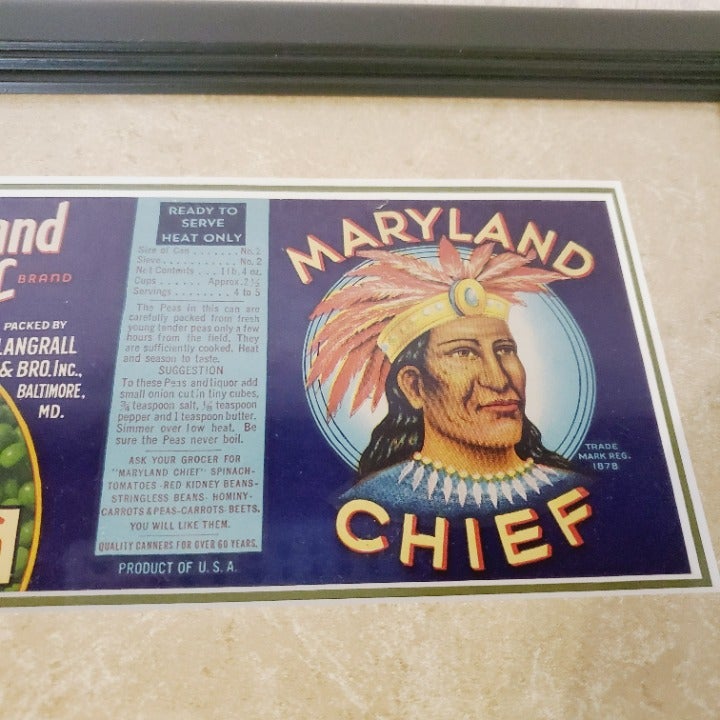 and
C BRAND
PACKED BY
LANGRALL
& BRO. INC.,
BALTIMORE,
MD.
READY TO
SERVE
HEAT ONLY
Size of Can ........ No. 1
Sieve ............ No. 2
Net Contents ... 1 lb. 4 oz.
Cups ...... Approx. 2½
Servings ........ 4 to 5
The Peas in this can are
carefully packed from fresh
young tender peas only a few
hours from the field. They
are sufficiently cooked. Heat
and season to taste.
SUGGESTION
To these Peas and liquor add
small onion cut in tiny cubes,
¾ teaspoon salt, ⅛ teaspoon
pepper and 1 teaspoon butter.
Simmer over low heat. Be
sure the Peas never boil.
ASK YOUR GROCER FOR
"MARYLAND CHIEF" SPINACH-
TOMATOES-RED KIDNEY BEANS-
STRINGLESS BEANS-HOMINY-
CARROTS & PEAS-CARROTS-BEETS.
YOU WILL LIKE THEM.
QUALITY CANNERS FOR OVER 60 YEARS.
PRODUCT OF U.S.A.
MARYLAND
CHIEF
TRADE
MARK REG.
1878